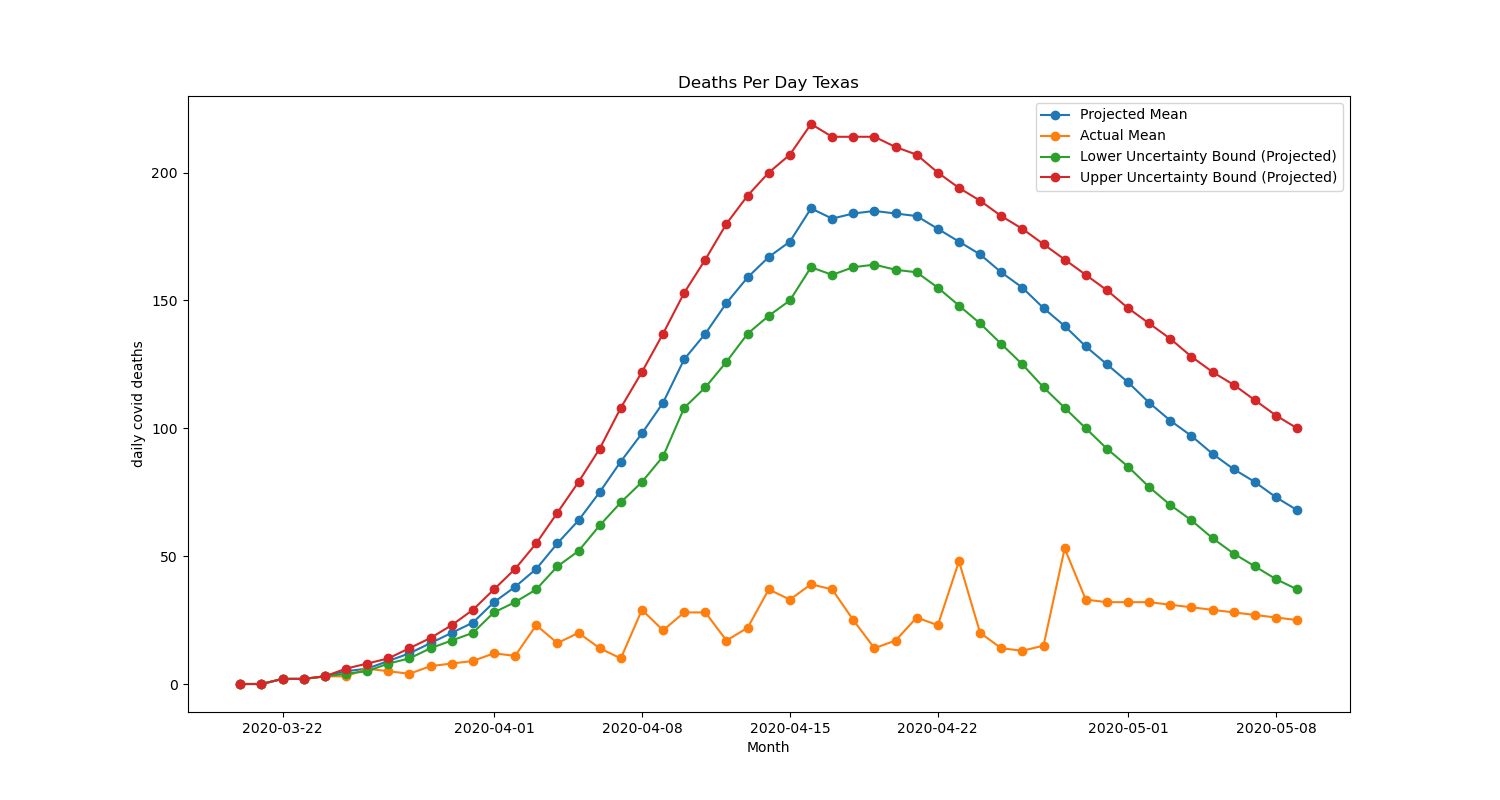 Deaths Per Day Texas
Projected Mean
Actual Mean
Lower Uncertainty Bound (Projected)
Upper Uncertainty Bound (Projected)
daily covid deaths
200
150
100
50
0
2020-03-22 2020-04-01 2020-04-08 2020-04-15 2020-04-22 2020-05-01 2020-05-08
Month